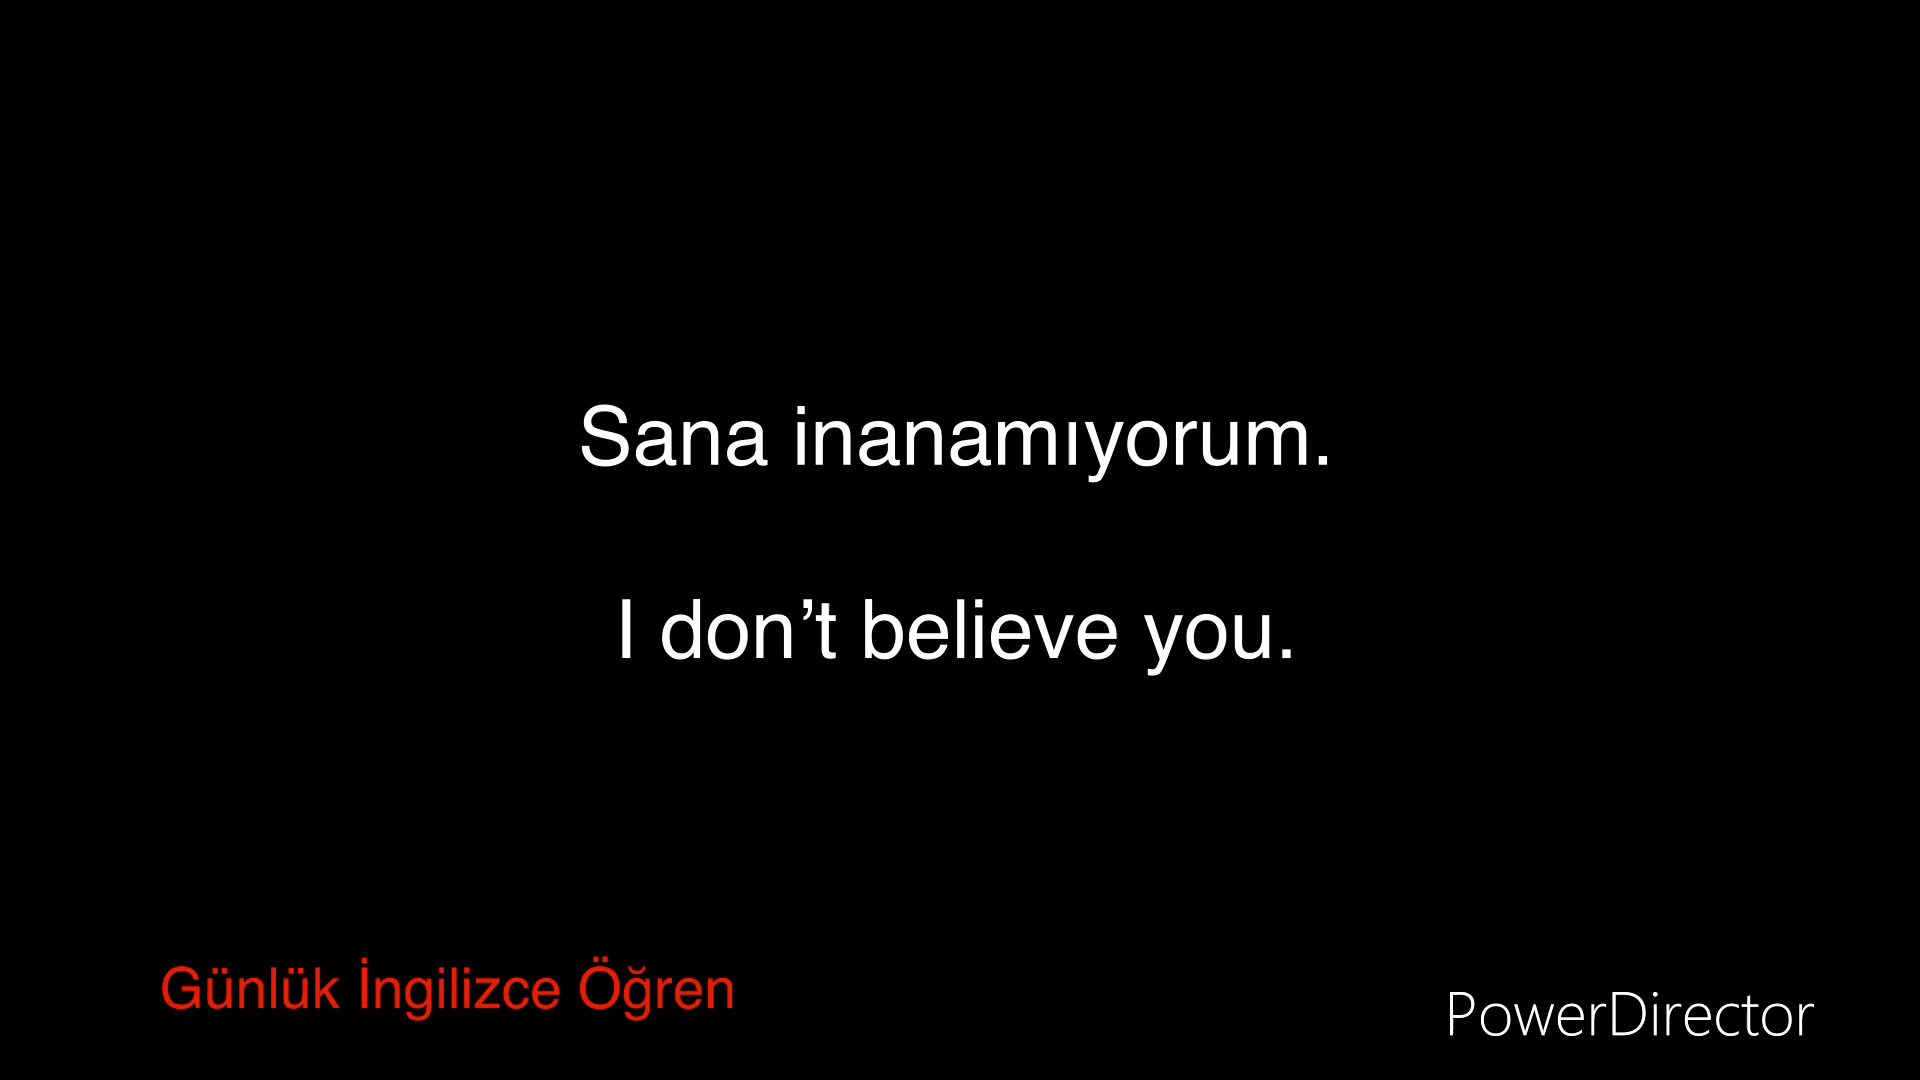 Sana inanamıyorum.
I don’t believe you.
Günlük İngilizce Öğren
PowerDirector